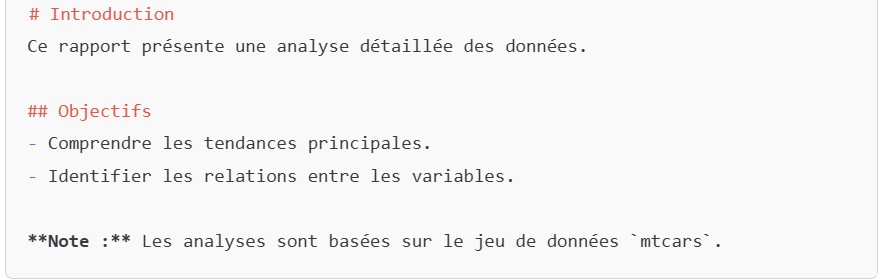 # Introduction
Ce rapport présente une analyse détaillée des données.
## Objectifs
- Comprendre les tendances principales.
- Identifier les relations entre les variables.
**Note :** Les analyses sont basées sur le jeu de données `mtcars`.